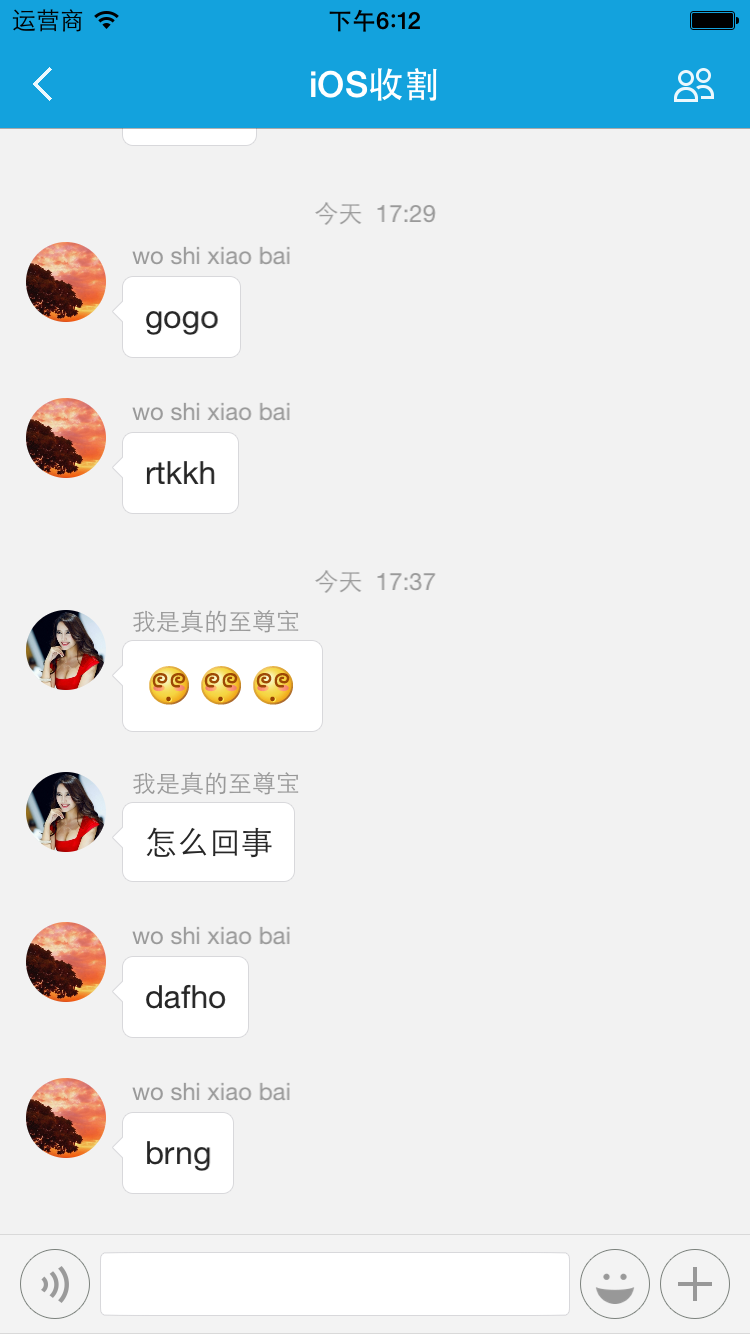 运营商 下午6:12
iOS收割
今天 17:29
wo shi xiao bai
gogo
wo shi xiao bai
rtkkh
今天 17:37
我是真的至尊宝
我是真的至尊宝
怎么回事
wo shi xiao bai
dafho
wo shi xiao bai
brng